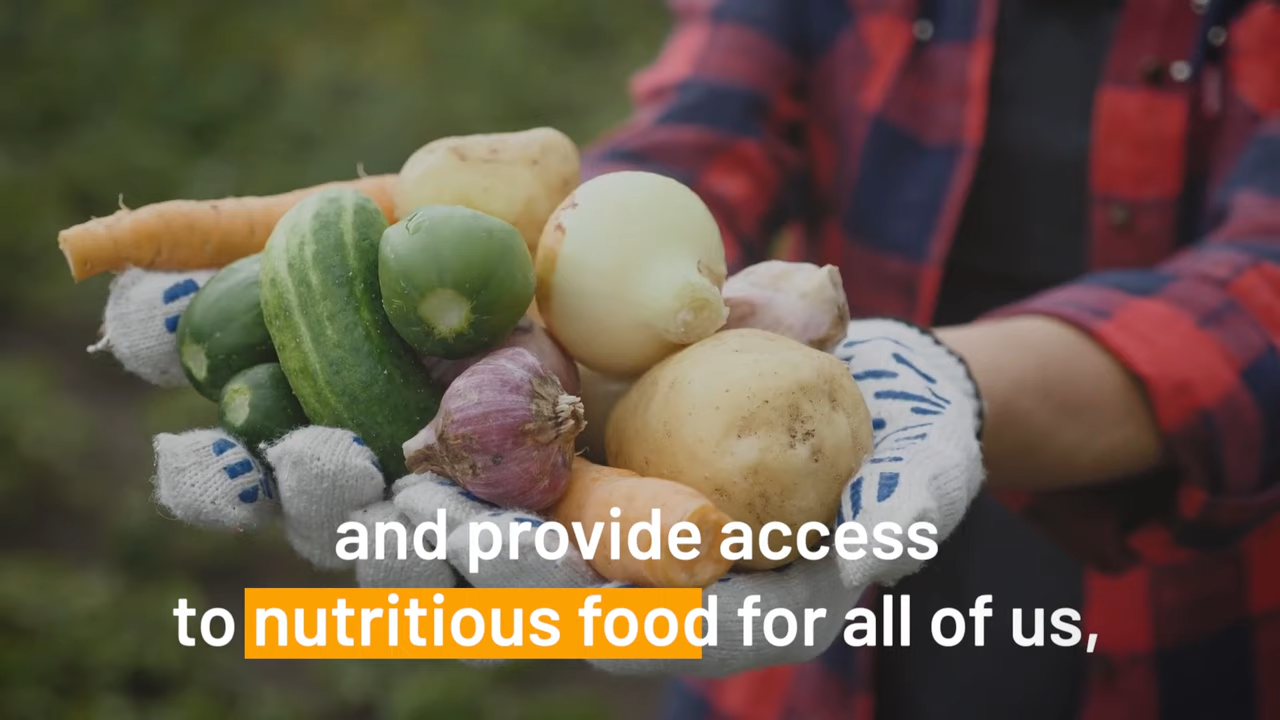 and provide access
to nutritious food for all of us,